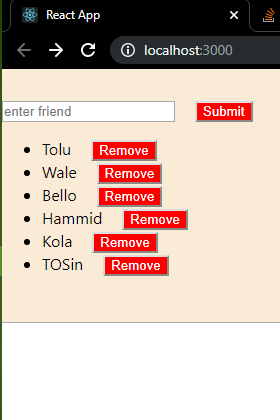 React App
localhost:3000
enter friend Submit
Tolu Remove
Wale Remove
Bello Remove
Hammid Remove
Kola Remove
TOSin Remove